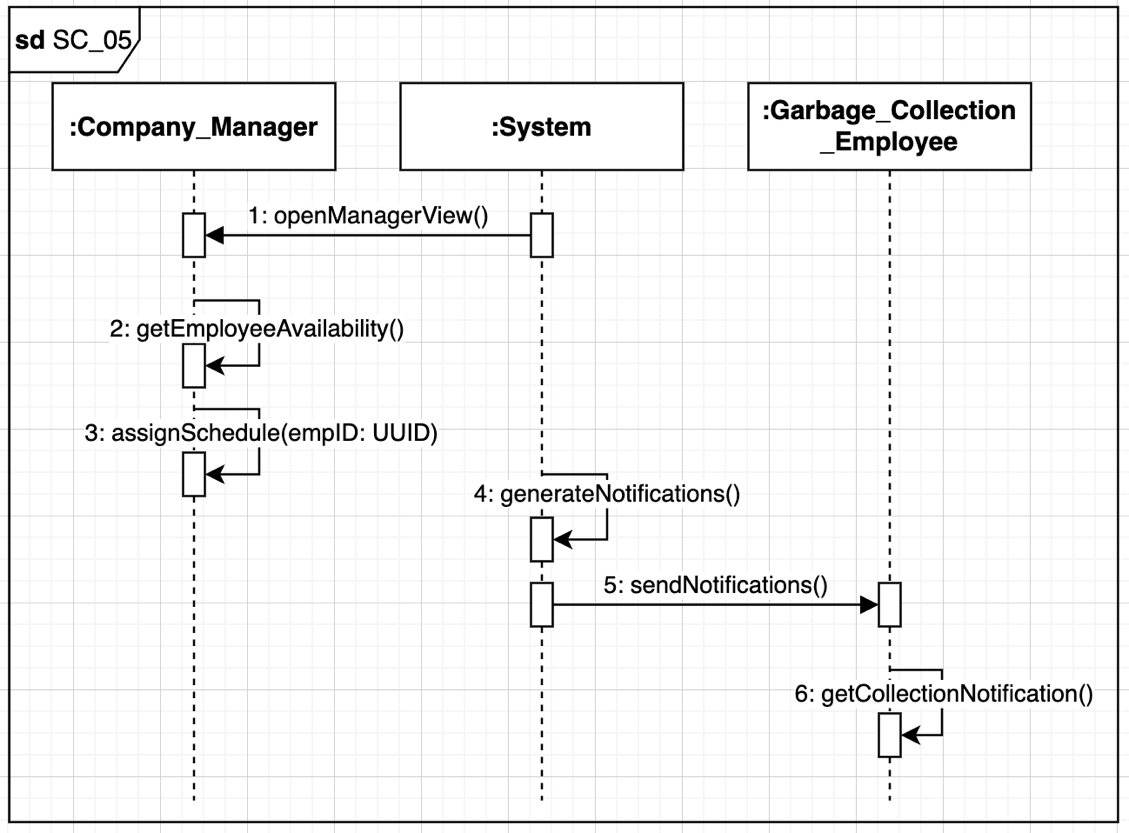 sd SC_05
:Company_Manager
:System
:Garbage_Collection
_Employee
1: openManagerView()
2: getEmployeeAvailability()
3: assignSchedule(empID: UUID)
4: generateNotifications()
5: sendNotifications()
6: getCollectionNotification()